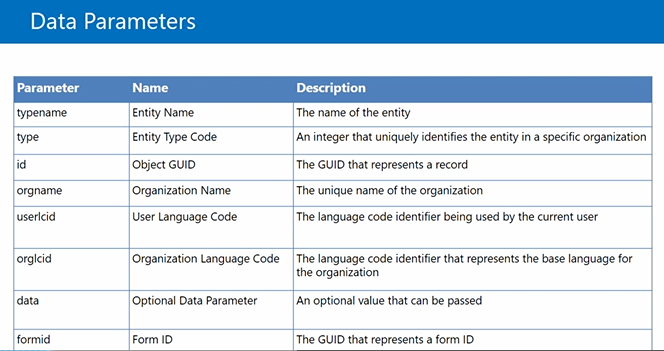 Data Parameters
Parameter Name Description
typename Entity Name The name of the entity
type Entity Type Code An integer that uniquely identifies the entity in a specific organization
id Object GUID The GUID that represents a record
orgname Organization Name The unique name of the organization
userlcid User Language Code The language code identifier being used by the current user
orglcid Organization Language Code The language code identifier that represents the base language for
the organization
data Optional Data Parameter An optional value that can be passed
formid Form ID The GUID that represents a form ID